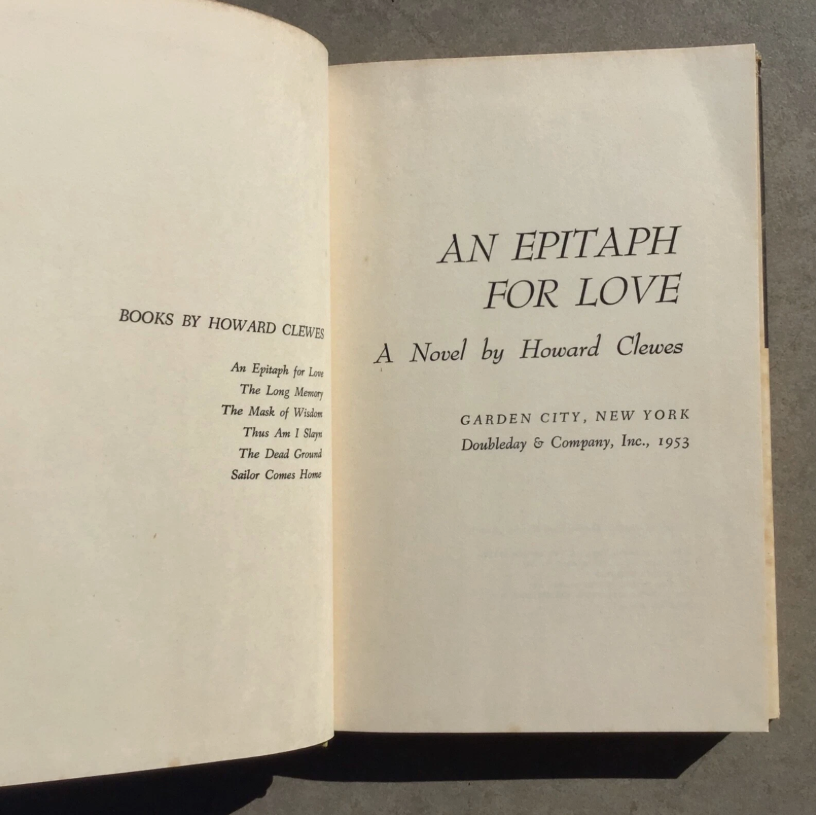 BOOKS BY HOWARD CLEWES
An Epitaph for Love
The Long Memory
The Mask of Wisdom
Thus Am I Slayn
The Dead Ground
Sailor Comes Home
AN EPITAPH
FOR LOVE
A Novel by Howard Clewes
GARDEN CITY, NEW YORK
Doubleday & Company, Inc., 1953